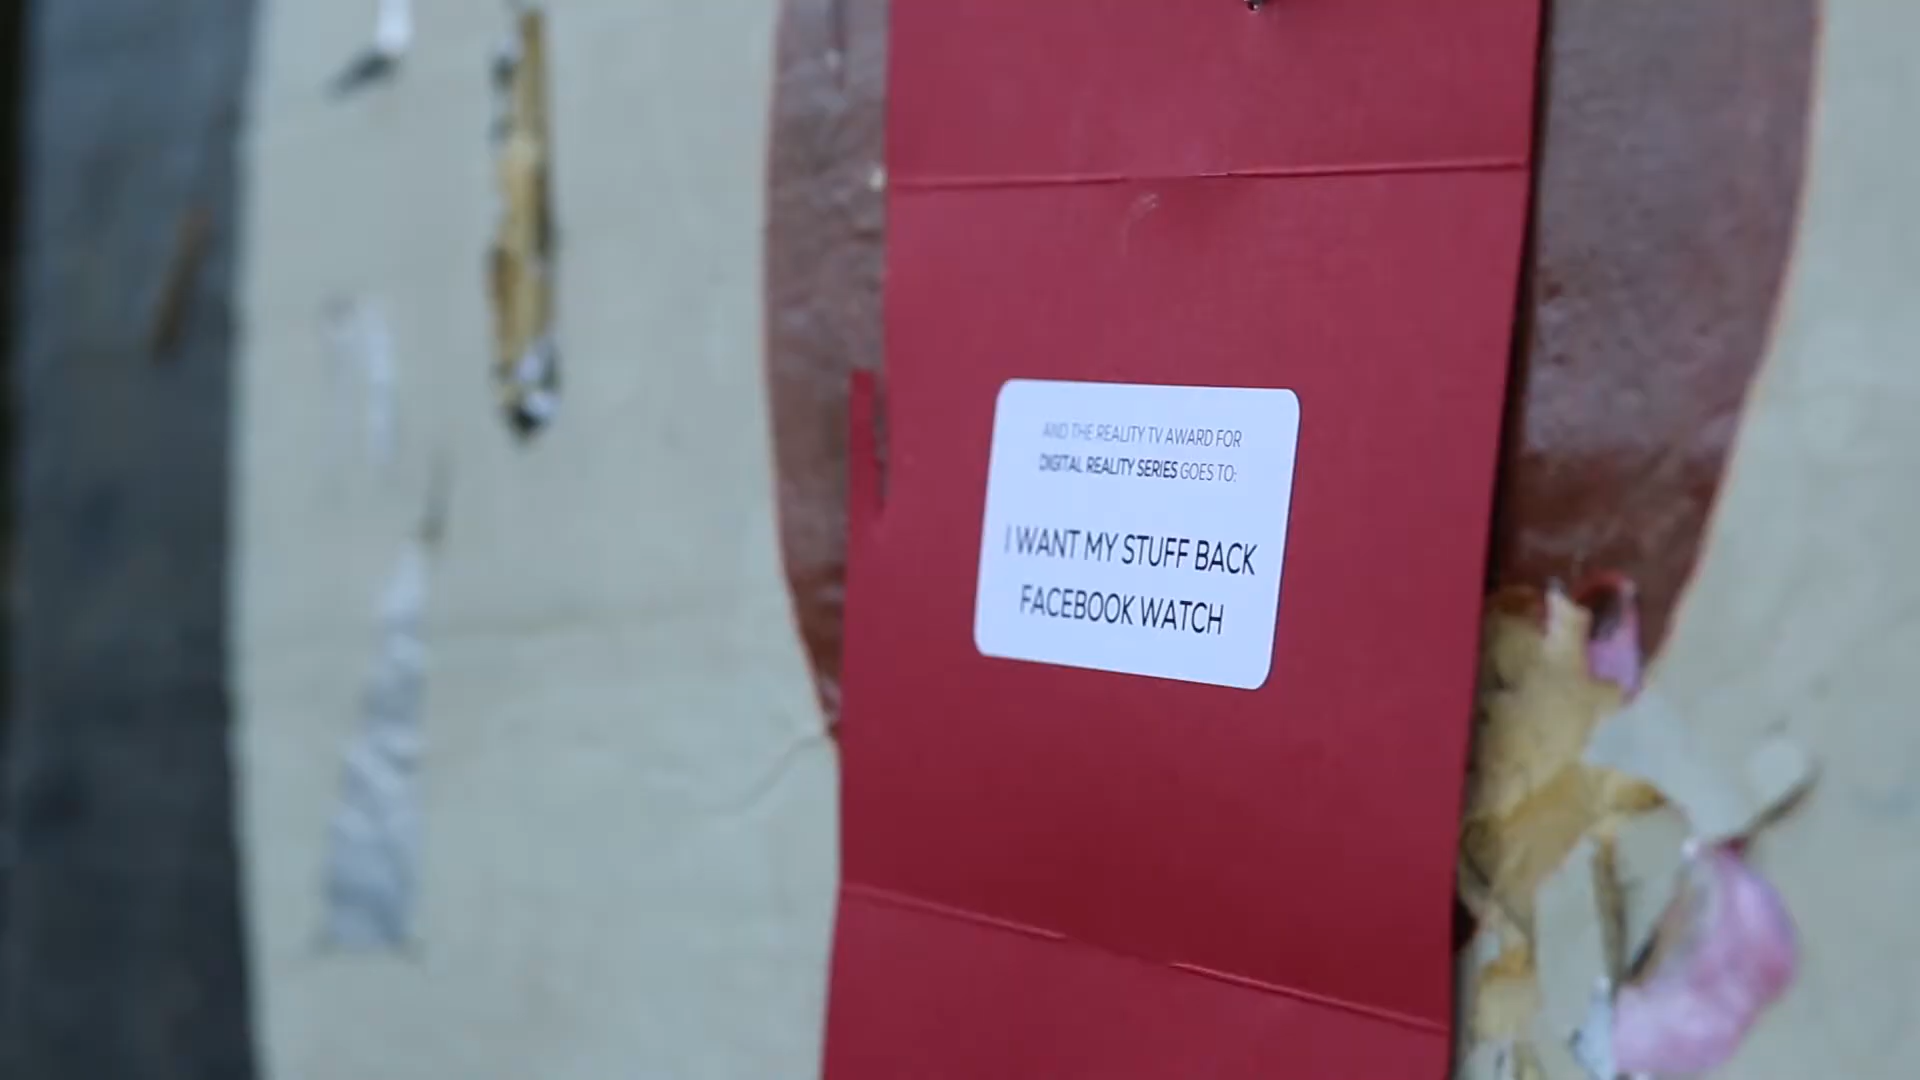 AND THE REALITY TV AWARD FOR
DIGITAL REALITY SERIES GOES TO:
I WANT MY STUFF BACK
FACEBOOK WATCH